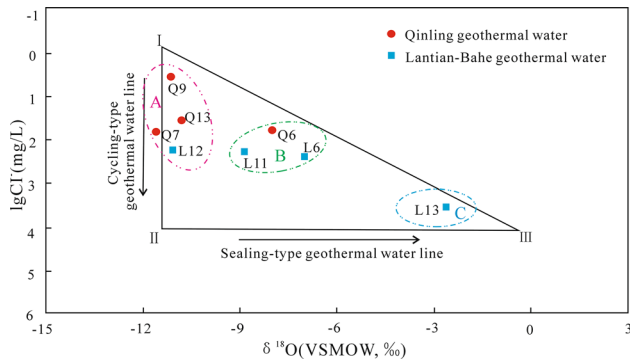 -1
0
1
2
3
4
5
6
lgCl⁻(mg/L)
Cycling-type
geothermal water line
I
A
Q9
Q13
Q7
L12
Q6
L11
B
L6
L13
C
II
III
Sealing-type geothermal water line
Qinling geothermal water
Lantian-Bahe geothermal water
-15
-12
-9
-6
-3
0
3
δ ¹⁸O(VSMOW, ‰)